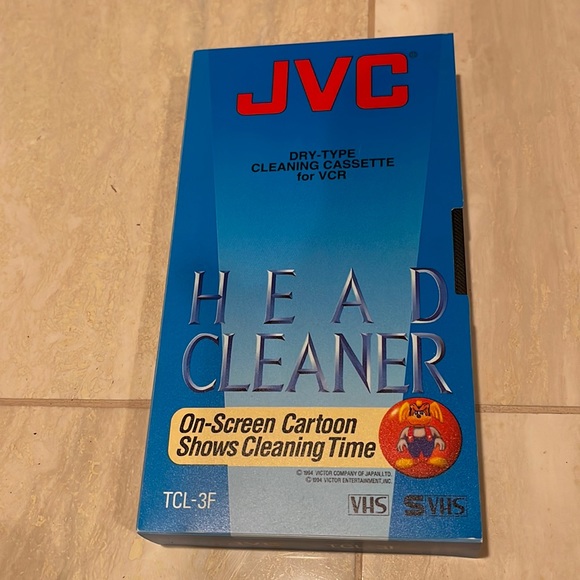 JVC®
DRY-TYPE
CLEANING CASSETTE
for VCR
HEAD
CLEANER
On-Screen Cartoon
Shows Cleaning Time
© 1994 VICTOR COMPANY OF JAPAN, LTD.
© 1994 VICTOR ENTERTAINMENT, INC.
TCL-3F
VHS
S VHS